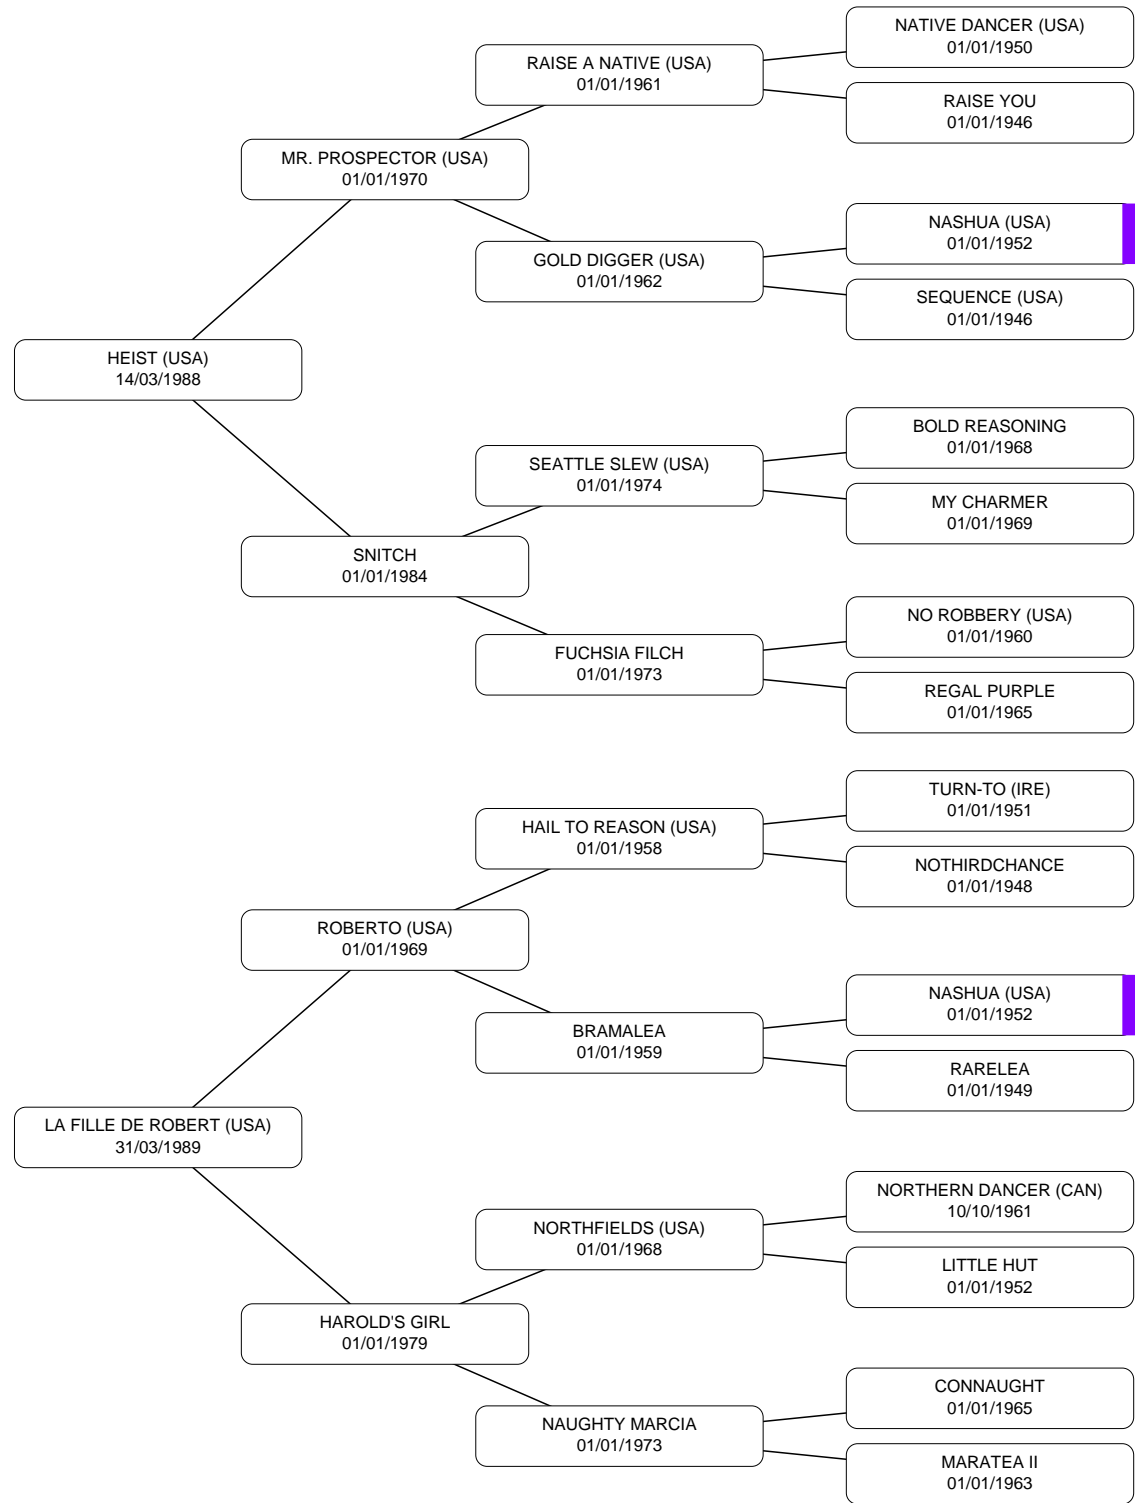 NATIVE DANCER (USA)
01/01/1950
RAISE A NATIVE (USA)
01/01/1961
RAISE YOU
01/01/1946
MR. PROSPECTOR (USA)
01/01/1970
NASHUA (USA)
01/01/1952
GOLD DIGGER (USA)
01/01/1962
SEQUENCE (USA)
01/01/1946
HEIST (USA)
14/03/1988
BOLD REASONING
01/01/1968
SEATTLE SLEW (USA)
01/01/1974
MY CHARMER
01/01/1969
SNITCH
01/01/1984
NO ROBBERY (USA)
01/01/1960
FUCHSIA FILCH
01/01/1973
REGAL PURPLE
01/01/1965
TURN-TO (IRE)
01/01/1951
HAIL TO REASON (USA)
01/01/1958
NOTHIRDCHANCE
01/01/1948
ROBERTO (USA)
01/01/1969
NASHUA (USA)
01/01/1952
BRAMALEA
01/01/1959
RARELEA
01/01/1949
LA FILLE DE ROBERT (USA)
31/03/1989
NORTHERN DANCER (CAN)
10/10/1961
NORTHFIELDS (USA)
01/01/1968
LITTLE HUT
01/01/1952
HAROLD'S GIRL
01/01/1979
CONNAUGHT
01/01/1965
NAUGHTY MARCIA
01/01/1973
MARATEA II
01/01/1963